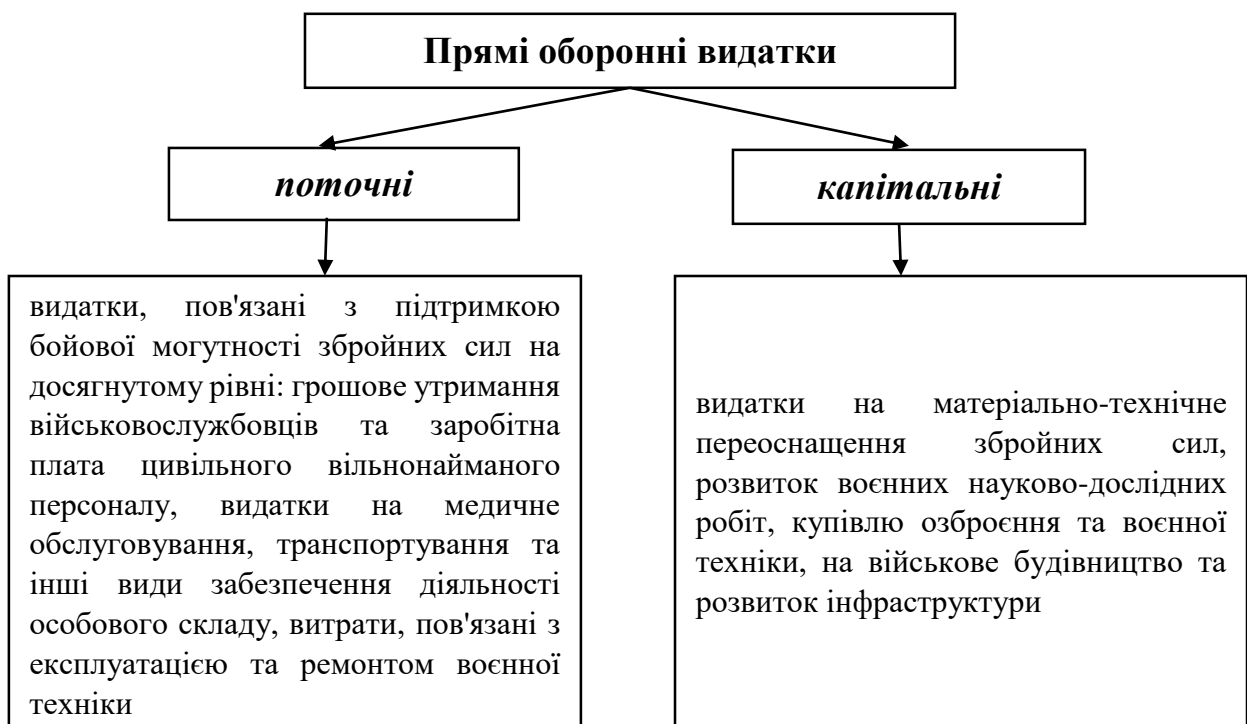 Прямі оборонні видатки
поточні
капітальні
видатки, пов'язані з підтримкою
бойової могутності збройних сил на
досягнутому рівні: грошове утримання
військовослужбовців та заробітна
плата цивільного вільнонайманого
персоналу, видатки на медичне
обслуговування, транспортування та
інші види забезпечення діяльності
особового складу, витрати, пов'язані з
експлуатацією та ремонтом воєнної
техніки
видатки на матеріально-технічне
переоснащення збройних сил,
розвиток воєнних науково-дослідних
робіт, купівлю озброєння та воєнної
техніки, на військове будівництво та
розвиток інфраструктури